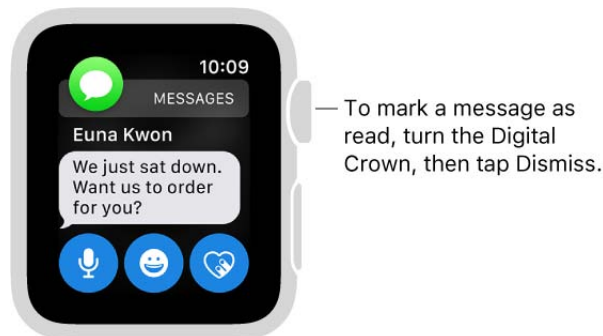 10:09
MESSAGES
Euna Kwon
We just sat down.
Want us to order
for you?
To mark a message as
read, turn the Digital
Crown, then tap Dismiss.